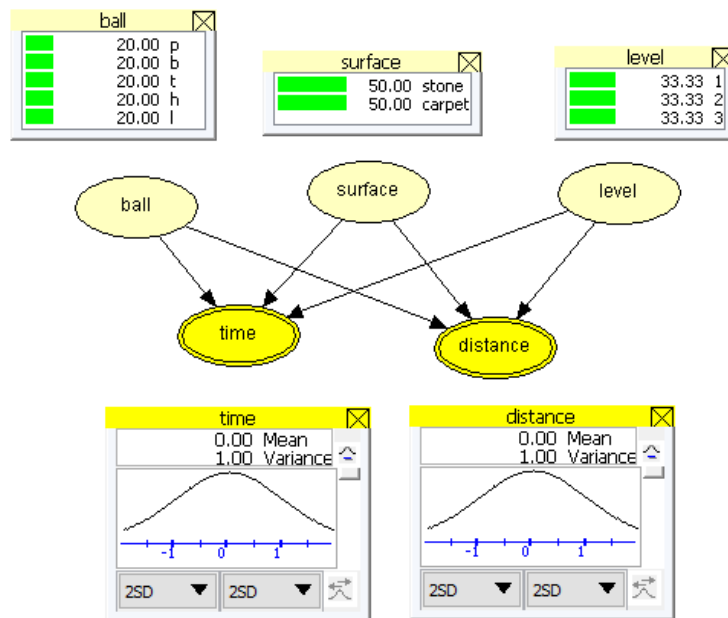 ball
20.00 p
20.00 b
20.00 t
20.00 h
20.00 l
surface
50.00 stone
50.00 carpet
level
33.33 1
33.33 2
33.33 3
ball
surface
level
time
distance
time
0.00 Mean
1.00 Variance
-1 0 1
2SD 2SD
distance
0.00 Mean
1.00 Variance
-1 0 1
2SD 2SD